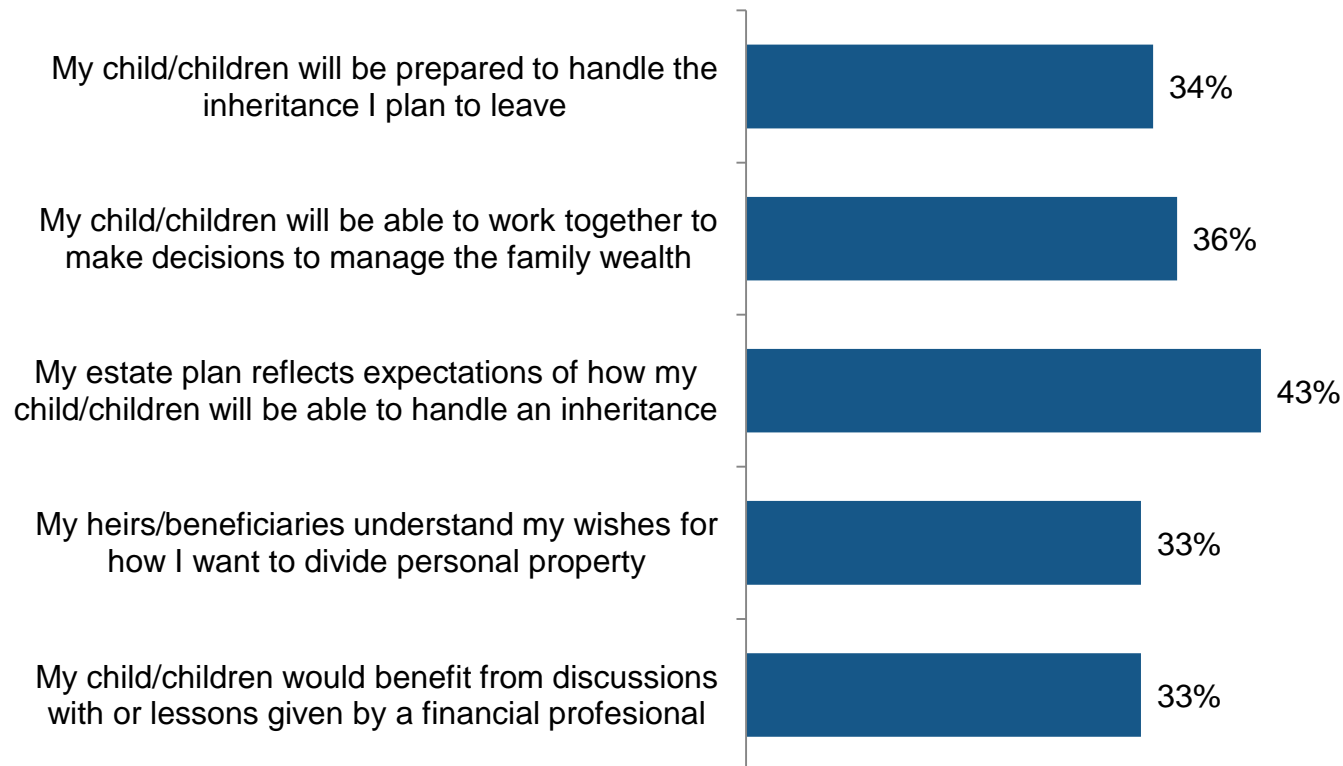 My child/children will be prepared to handle the
inheritance I plan to leave
34%
My child/children will be able to work together to
make decisions to manage the family wealth
36%
My estate plan reflects expectations of how my
child/children will be able to handle an inheritance
43%
My heirs/beneficiaries understand my wishes for
how I want to divide personal property
33%
My child/children would benefit from discussions
with or lessons given by a financial profesional
33%